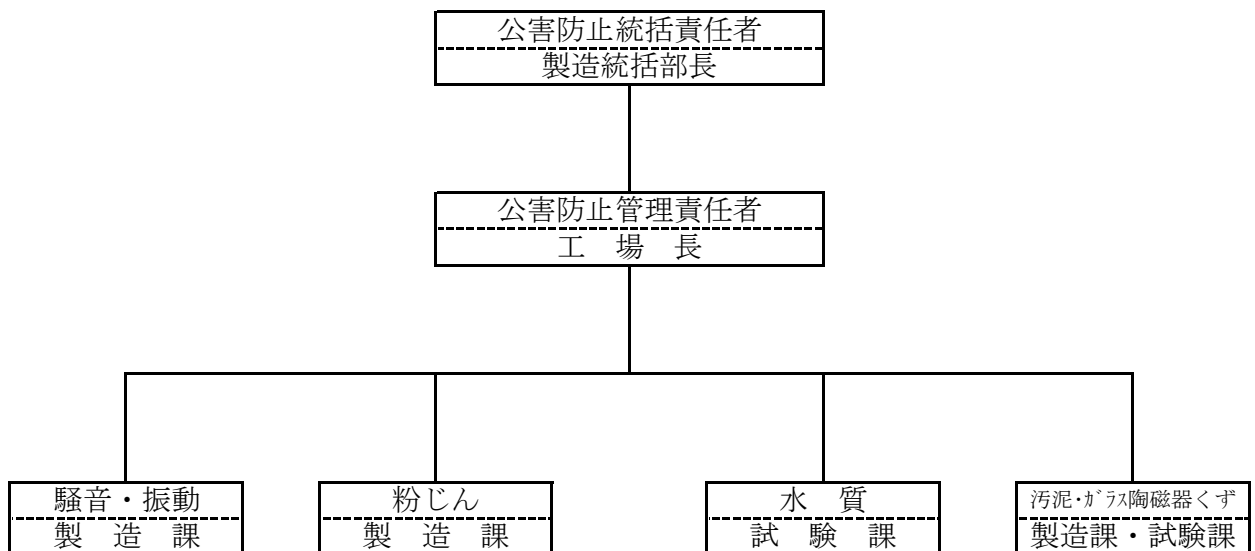 公害防止統括責任者
製造統括部長
公害防止管理責任者
工　場　長
騒音・振動
製　造　課
粉じん
製　造　課
水　質
試　験　課
汚泥・ｶﾞﾗｽ陶磁器くず
製造課・試験課